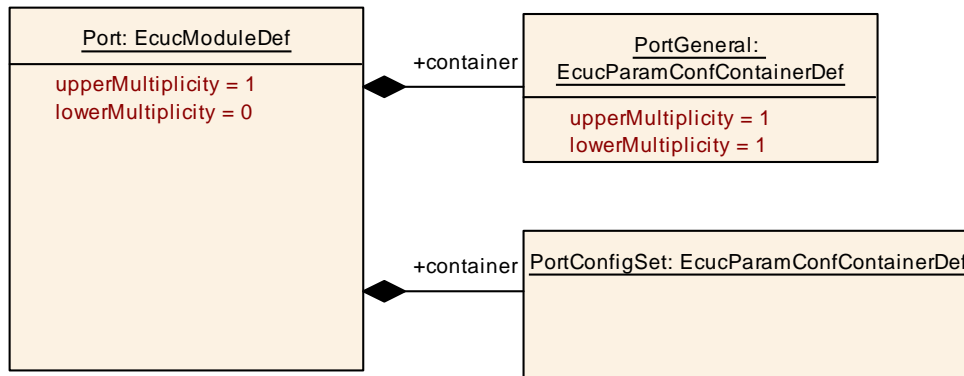 Port: EcucModuleDef
upperMultiplicity = 1
lowerMultiplicity = 0
+container
PortGeneral:
EcucParamConfContainerDef
upperMultiplicity = 1
lowerMultiplicity = 1
+container
PortConfigSet: EcucParamConfContainerDef